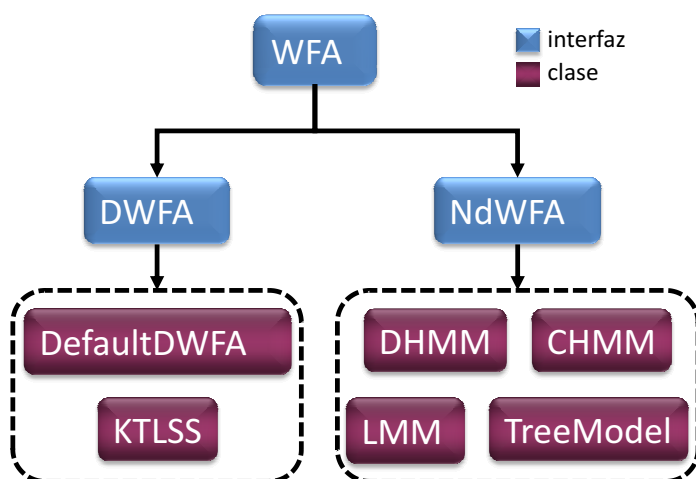 WFA
interfaz
clase
DWFA
NdWFA
DefaultDWFA
KTLSS
DHMM
CHMM
LMM
TreeModel